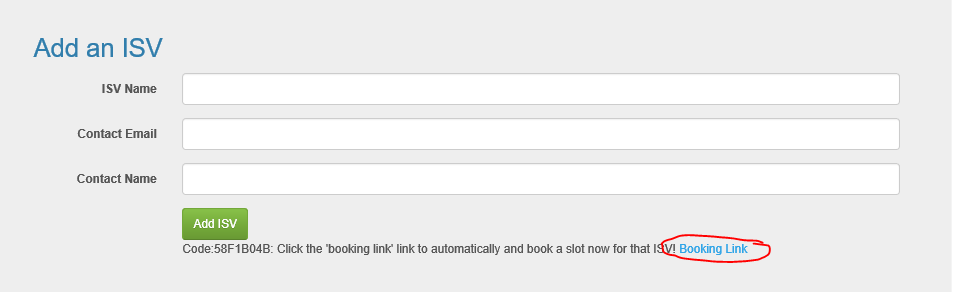 Add an ISV
ISV Name
Contact Email
Contact Name
Add ISV
Code:58F1B04B: Click the 'booking link' link to automatically and book a slot now for that ISV! Booking Link